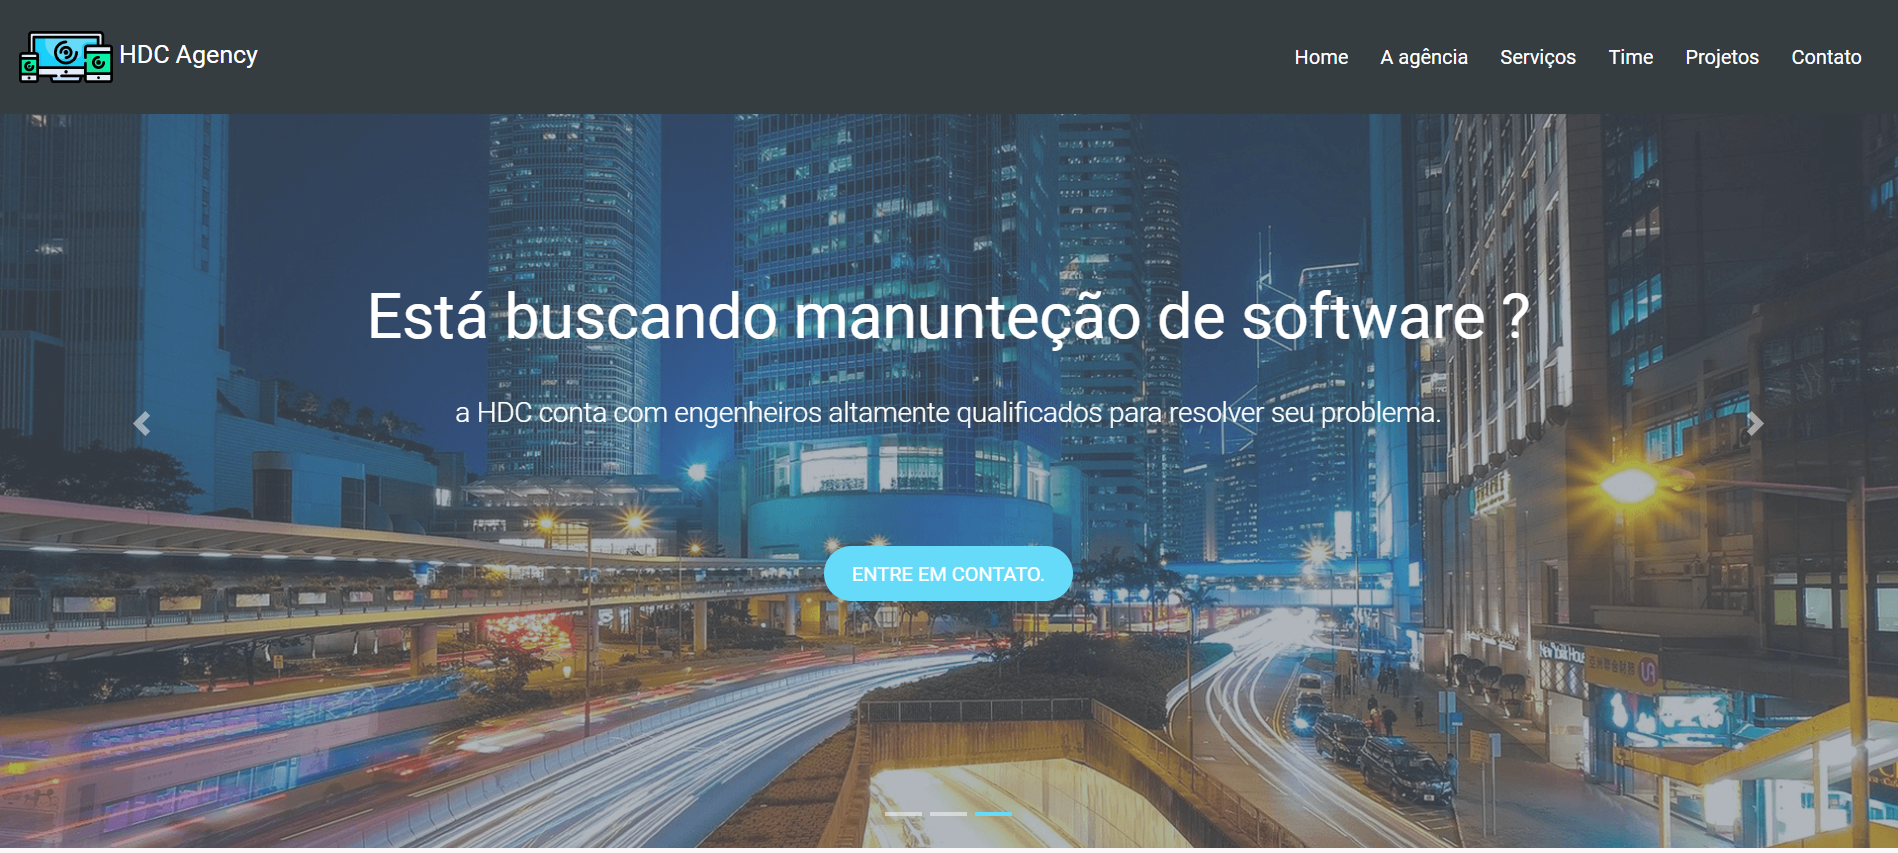 HDC Agency
Home A agência Serviços Time Projetos Contato
Está buscando manunteção de software ?
a HDC conta com engenheiros altamente qualificados para resolver seu problema.
ENTRE EM CONTATO.